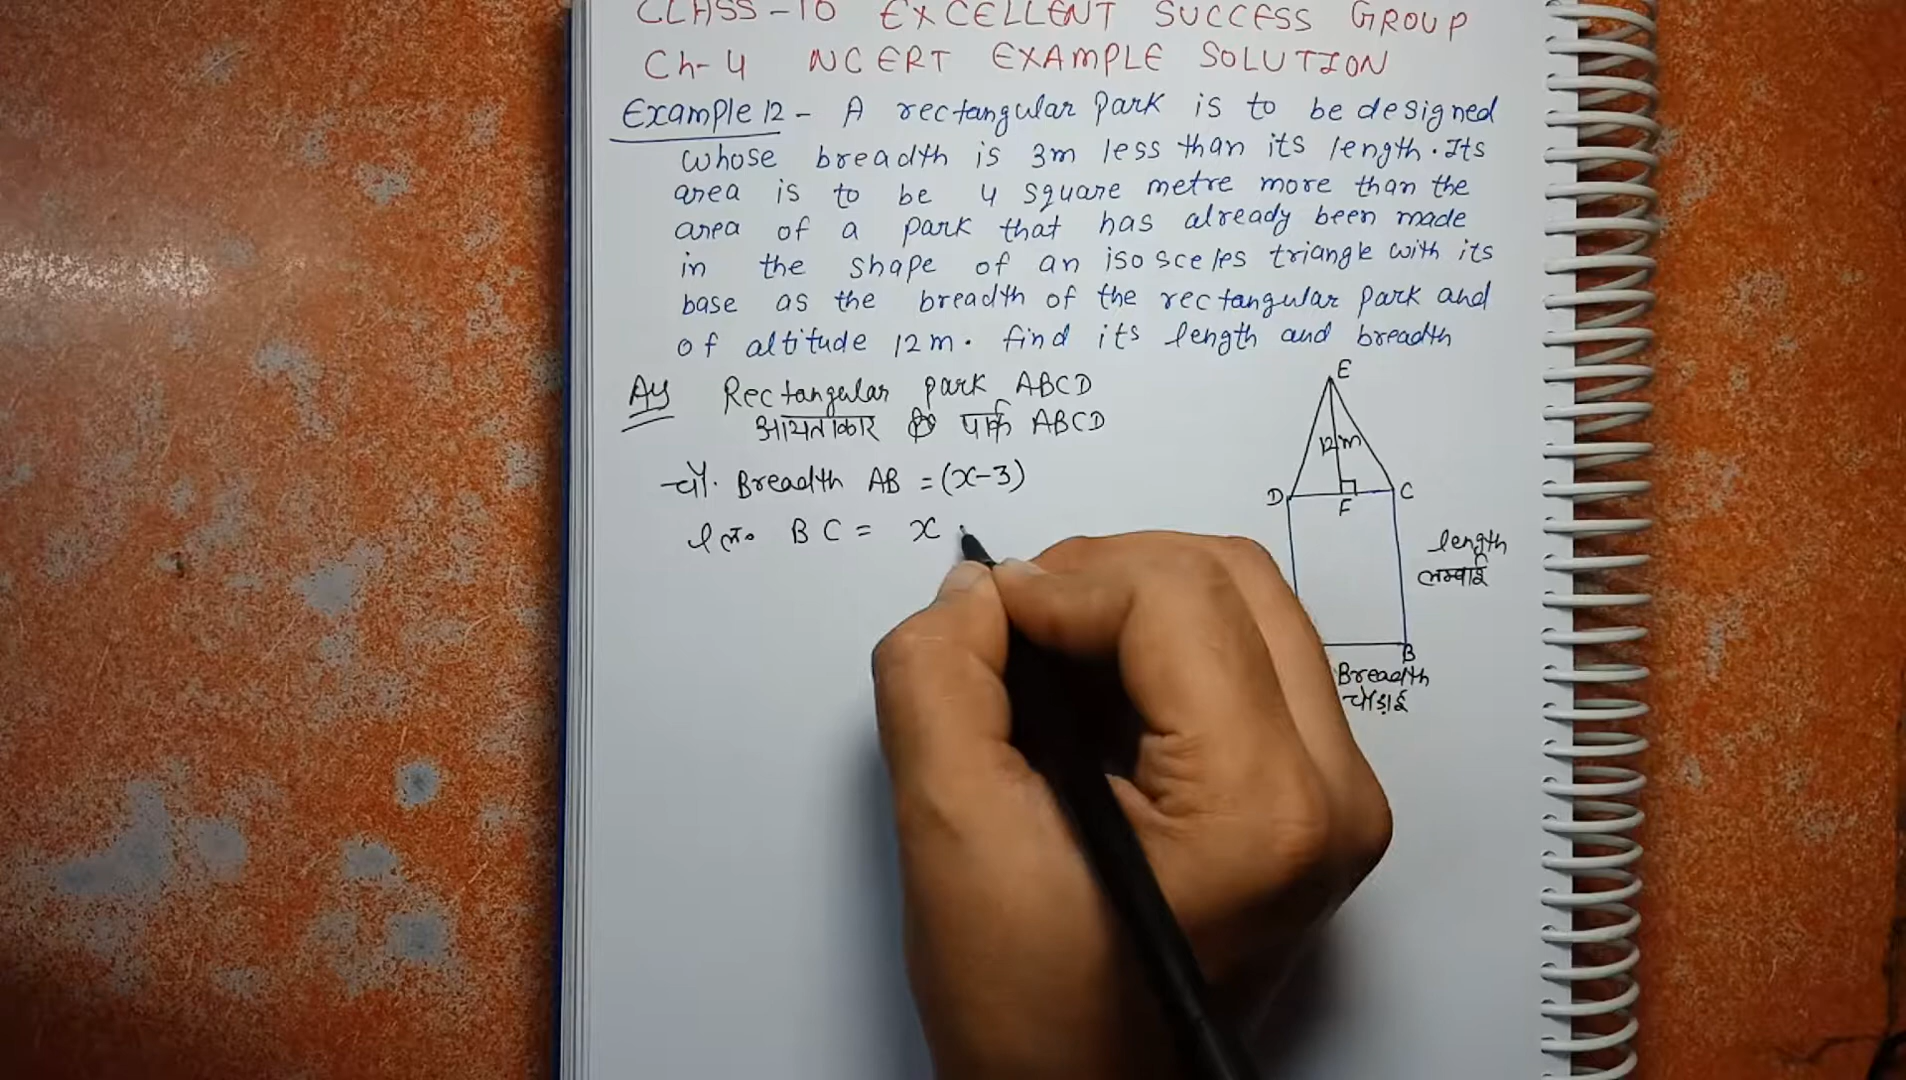 CLASS-10 EXCELLENT SUCCESS GROUP
Ch-4 NCERT EXAMPLE SOLUTION
Example 12 - A rectangular park is to be designed
whose breadth is 3m less than its length. Its
area is to be 4 square metre more than the
area of a park that has already been made
in the shape of an isosceles triangle with its
base as the breadth of the rectangular park and
of altitude 12m. find its length and breadth
Rectangular park ABCD
आयताकार पार्क ABCD
चौ. Breadth AB = (x-3)
l ल० BC = x
E
12m
D
F
C
length
लम्बाई
B
Breadth
चौड़ाई